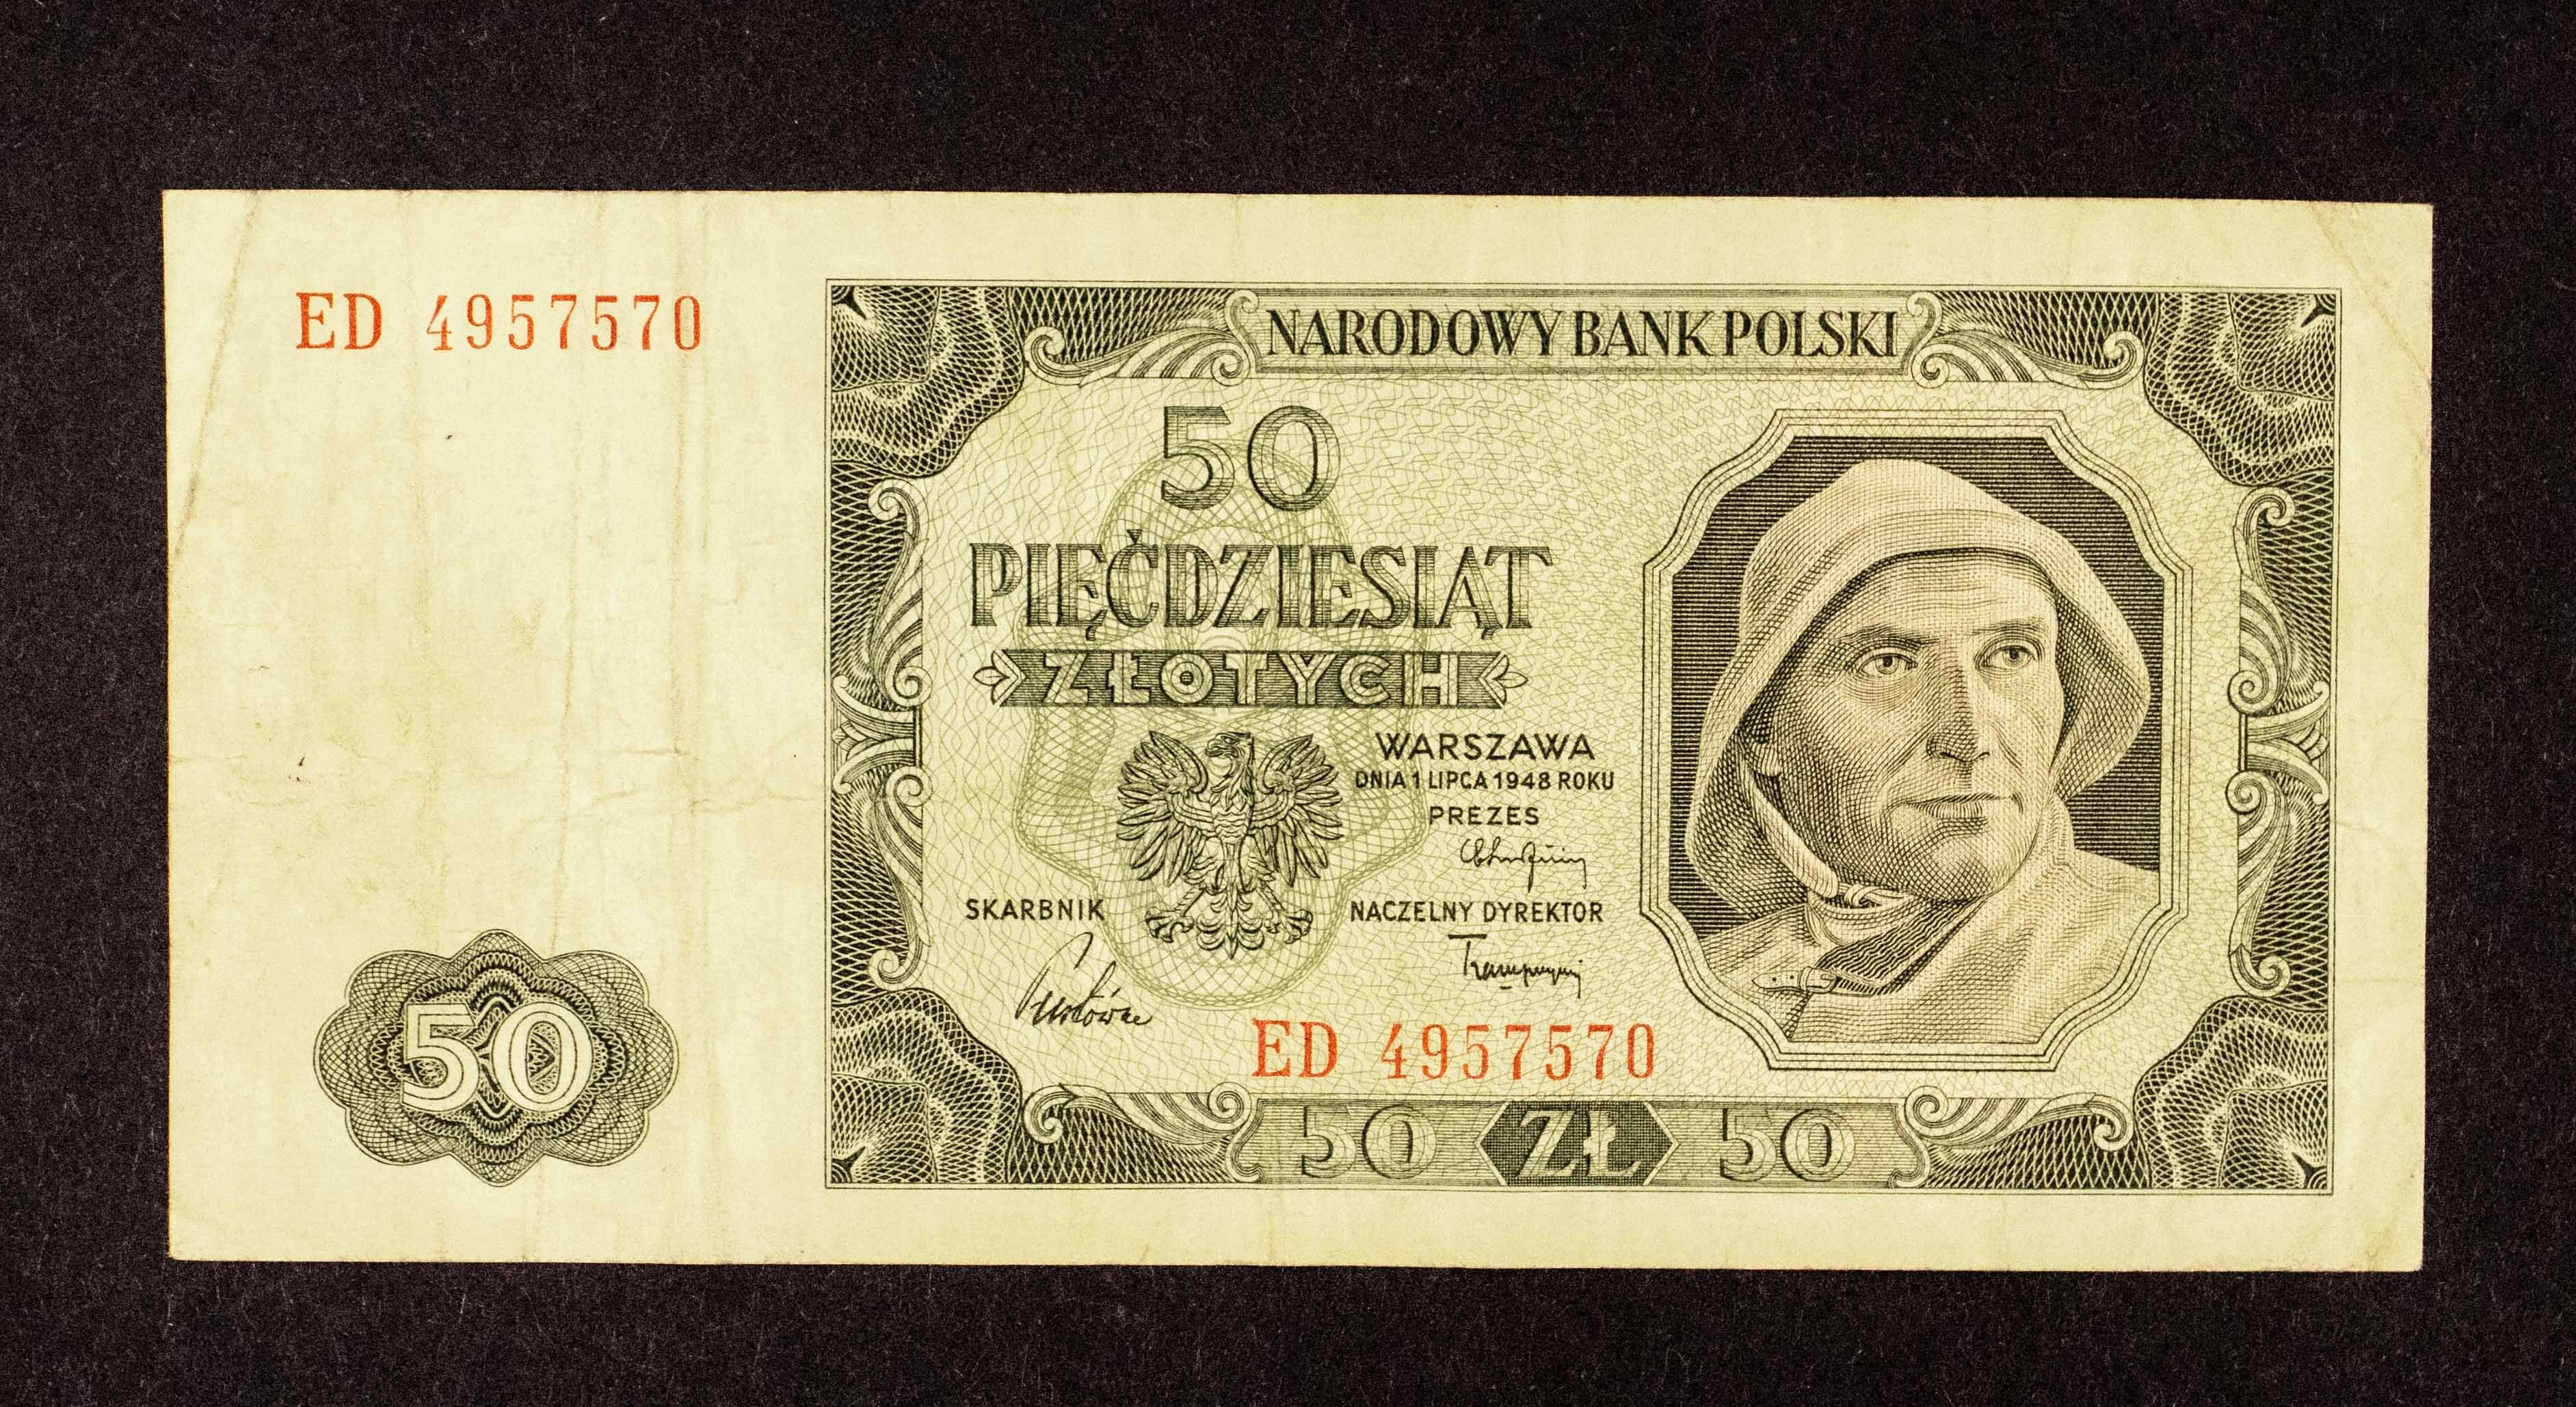 ED 4957570
NARODOWY BANK POLSKI
50
PIĘĆDZIESIĄT
ZŁOTYCH
WARSZAWA
DNIA 1 LIPCA 1948 ROKU
PREZES
SKARBNIK
NACZELNY DYREKTOR
ED 4957570
50
50 ZŁ 50